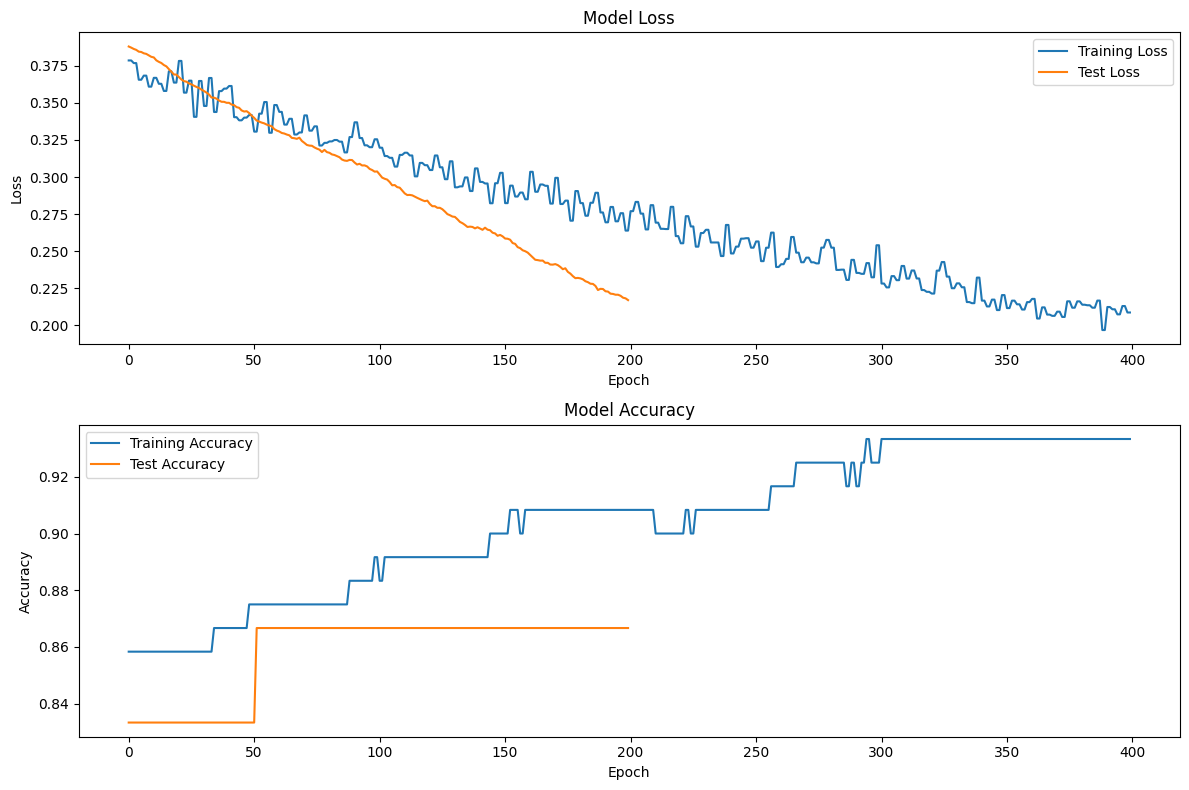 Model Loss
Training Loss
Test Loss
0.375
0.350
0.325
0.300
0.275
0.250
0.225
0.200
Loss
0 50 100 150 200 250 300 350 400
Epoch
Model Accuracy
Training Accuracy
Test Accuracy
0.92
0.90
0.88
0.86
0.84
Accuracy
0 50 100 150 200 250 300 350 400
Epoch